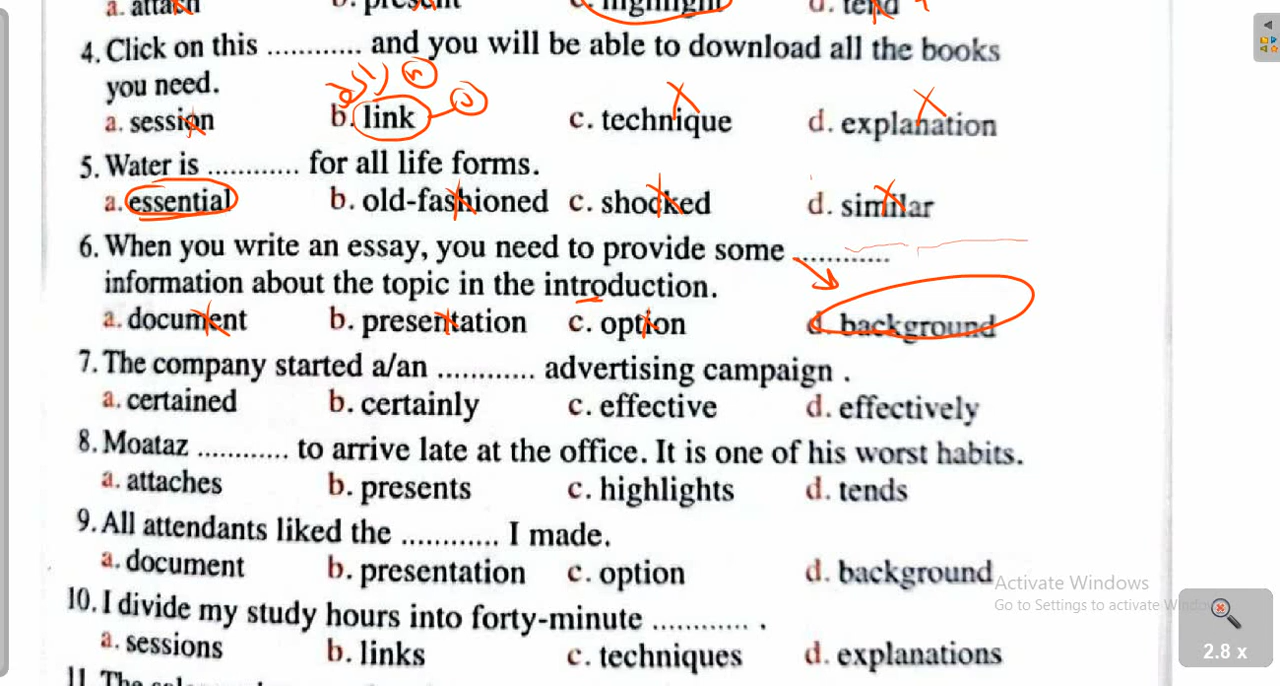 4. Click on this ............ and you will be able to download all the books
you need.
a. session b. link c. technique d. explanation
5. Water is ............ for all life forms.
a. essential b. old-fashioned c. shocked d. similar
6. When you write an essay, you need to provide some ............
information about the topic in the introduction.
a. document b. presentation c. option d. background
7. The company started a/an ............ advertising campaign .
a. certained b. certainly c. effective d. effectively
8. Moataz ............ to arrive late at the office. It is one of his worst habits.
a. attaches b. presents c. highlights d. tends
9. All attendants liked the ............ I made.
a. document b. presentation c. option d. background
Activate Windows
Go to Settings to activate Windows.
10. I divide my study hours into forty-minute ............ .
a. sessions b. links c. techniques d. explanations
2.8 x
11. The